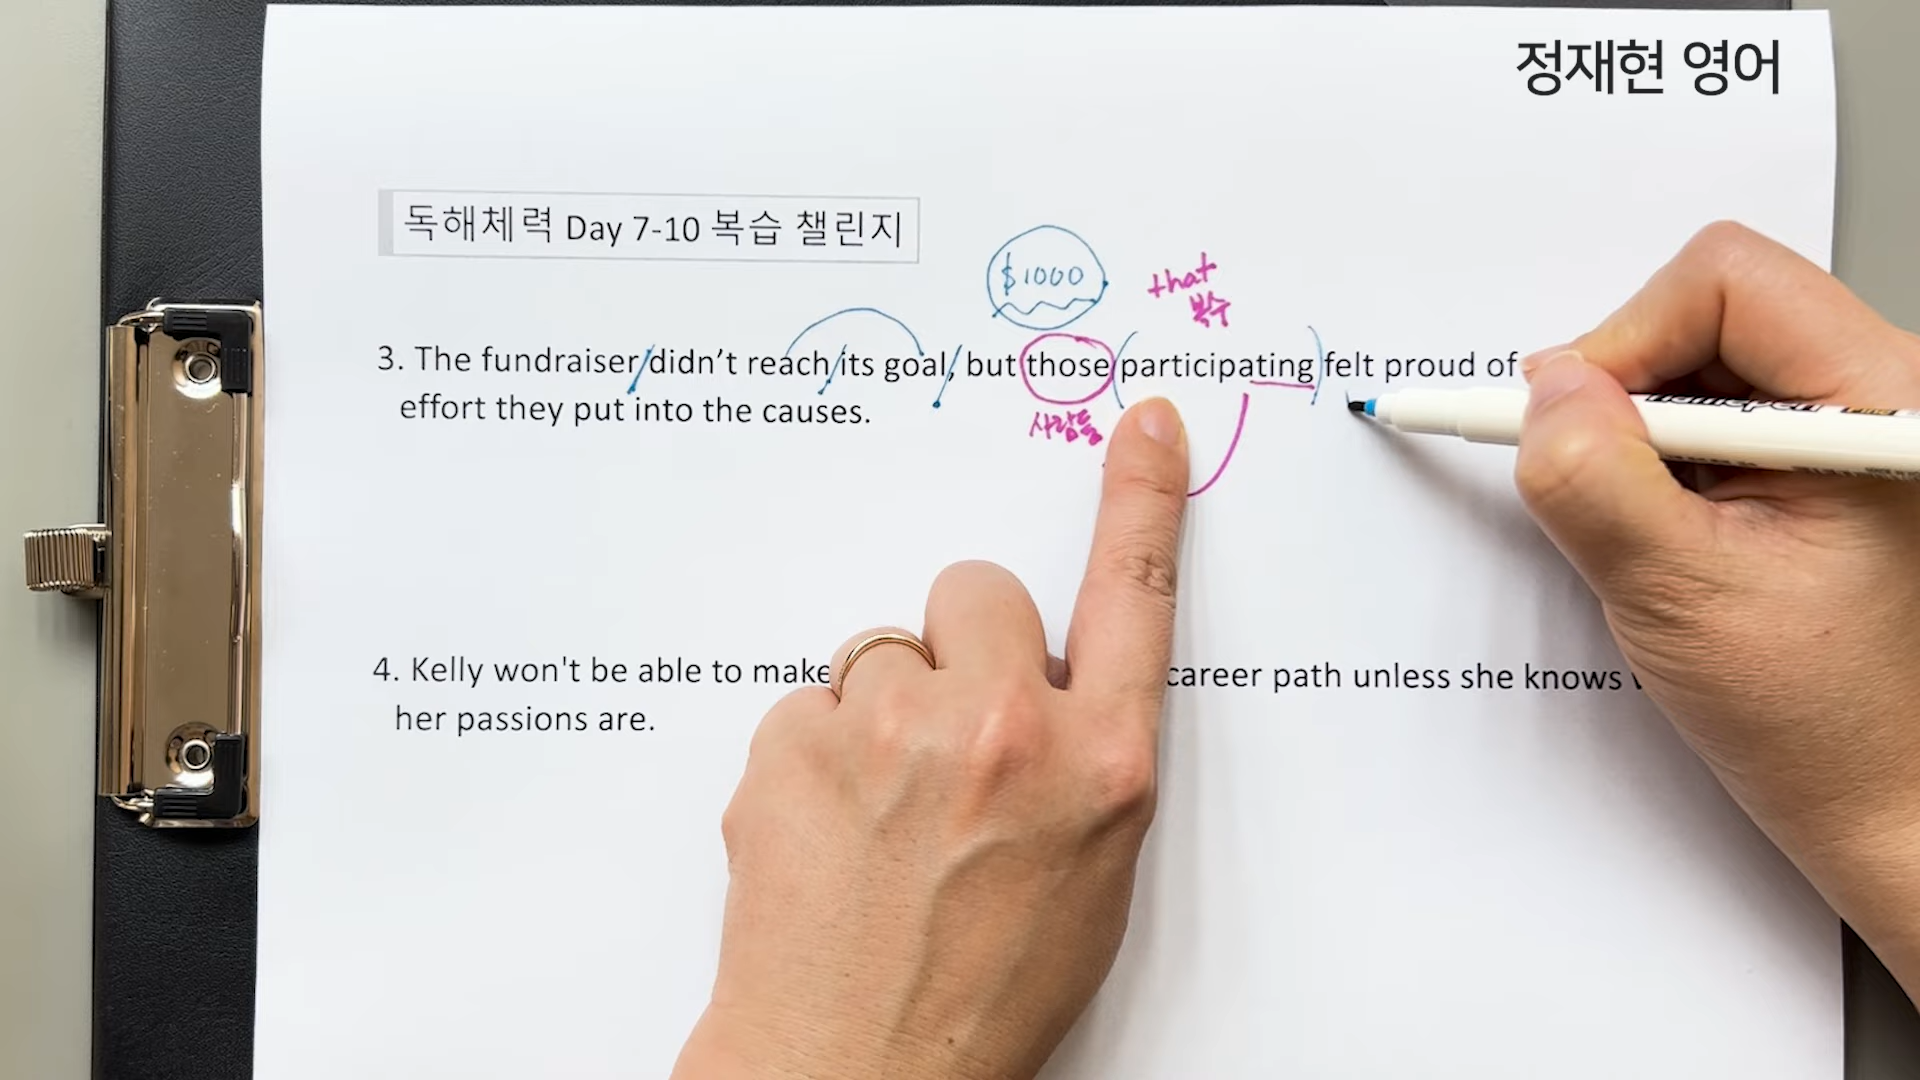 정재현 영어
독해체력 Day 7-10 복습 챌린지
$1000
that
복수
3. The fundraiser didn't reach its goal, but those participating felt proud of
사람들
effort they put into the causes.
4. Kelly won't be able to make career path unless she knows
her passions are.